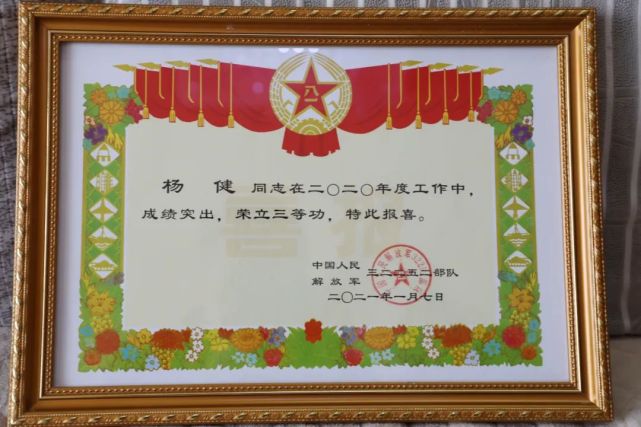 八一
喜报
杨 健 同志在二〇二〇年度工作中，
成绩突出，荣立三等功，特此报喜。
中国人民
解放军 三二二五二部队
二〇二一年一月七日